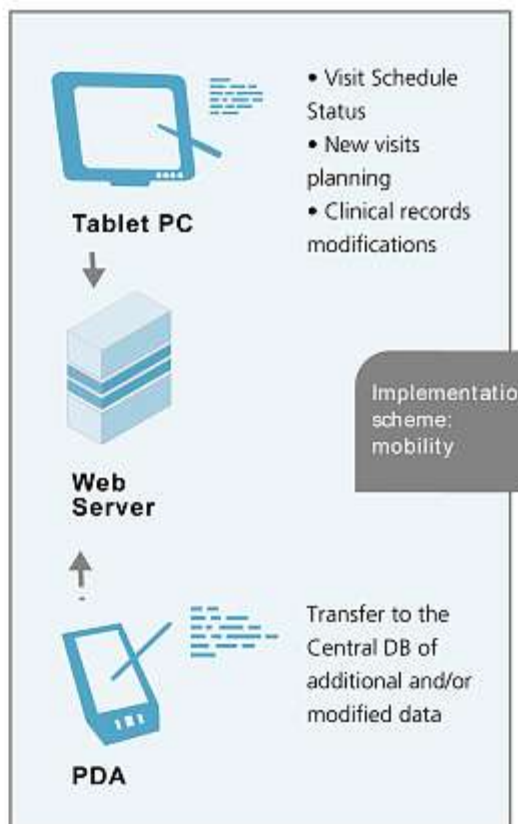 • Visit Schedule
Status
• New visits
planning
• Clinical records
modifications
Tablet PC
Implementatio
scheme:
mobility
Web
Server
Transfer to the
Central DB of
additional and/or
modified data
PDA